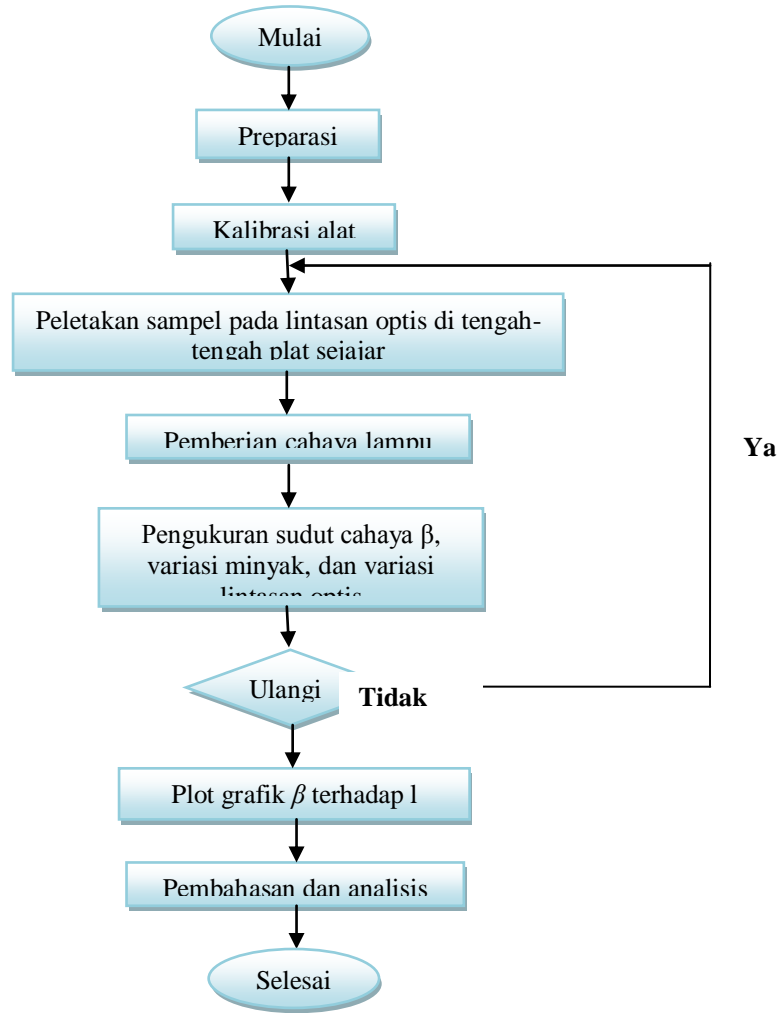 Mulai
Preparasi
Kalibrasi alat
Peletakan sampel pada lintasan optis di tengah-
tengah plat sejajar
Pemberian cahaya lampu
Ya
Pengukuran sudut cahaya β,
variasi minyak, dan variasi
lintasan optis
Ulangi
Tidak
Plot grafik β terhadap l
Pembahasan dan analisis
Selesai